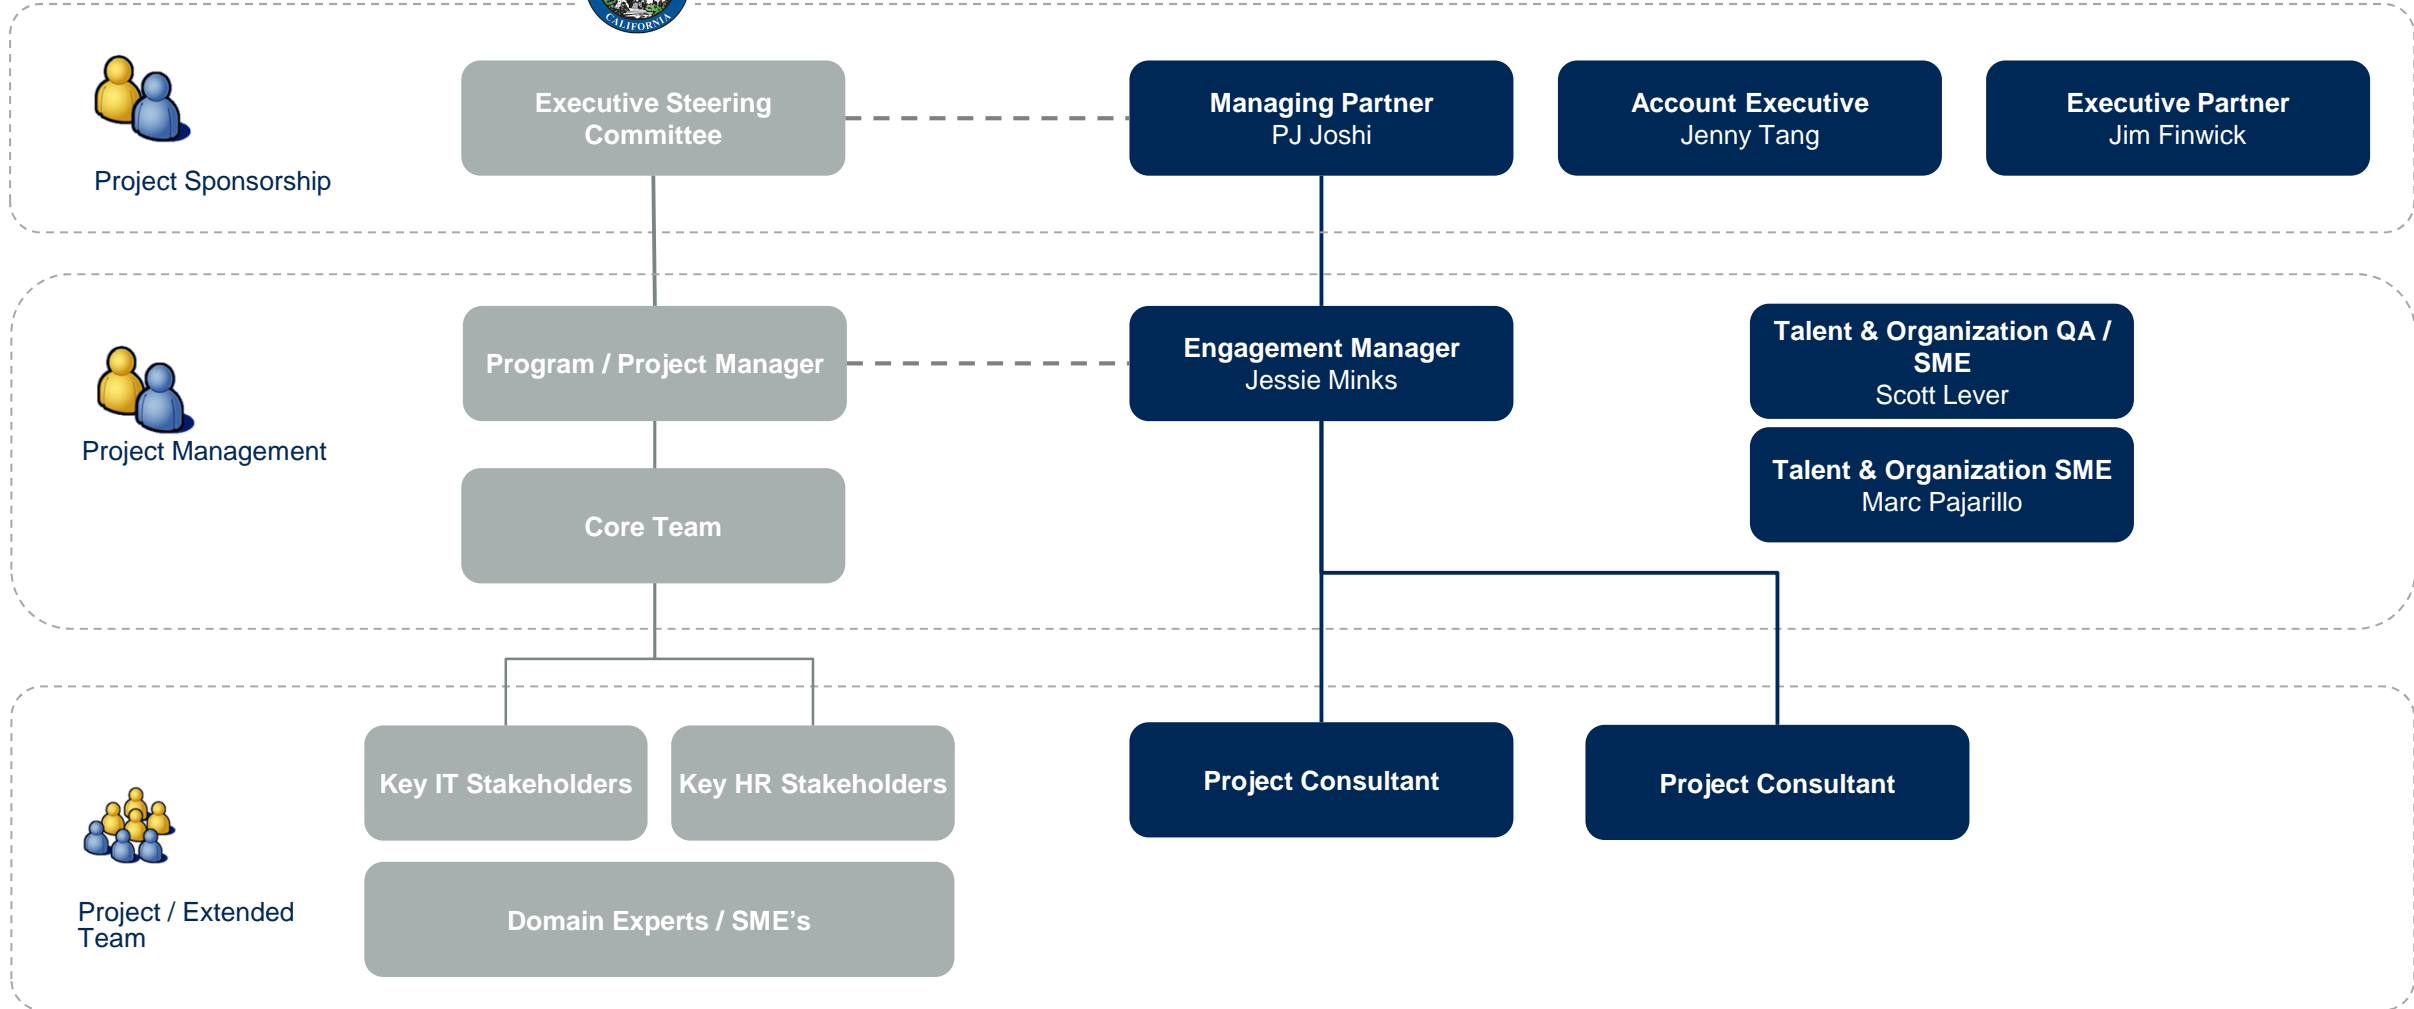 CALIFORNIA
Executive Steering
Committee
Managing Partner
PJ Joshi
Account Executive
Jenny Tang
Executive Partner
Jim Finwick
Project Sponsorship
Program / Project Manager
Engagement Manager
Jessie Minks
Talent & Organization QA /
SME
Scott Lever
Project Management
Talent & Organization SME
Marc Pajarillo
Core Team
Key IT Stakeholders
Key HR Stakeholders
Project Consultant
Project Consultant
Project / Extended
Team
Domain Experts / SME’s